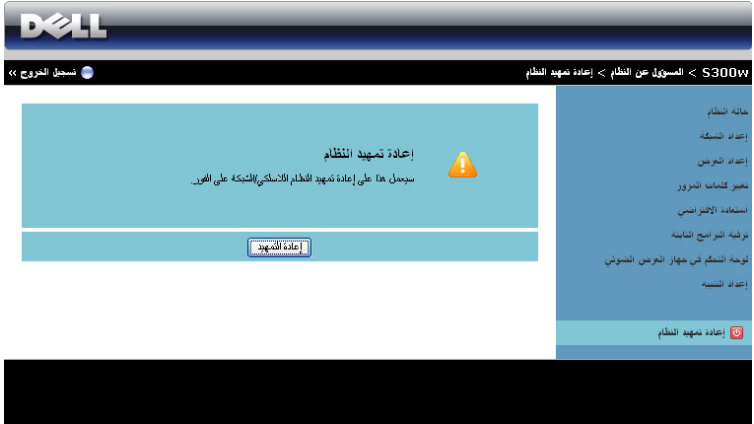 DELL
S300w > المسؤول عن النظام > إعادة تمهيد النظام
تسجيل الخروج »
حالة النظام
إعداد الشبكة
إعداد العرض
تغيير كلمات المرور
استعادة الافتراضي
ترقية البرامج الثابتة
لوحة التحكم في جهاز العرض الضوئي
إعداد التنبيه
إعادة تمهيد النظام
إعادة تمهيد النظام
سيعمل هذا على إعادة تمهيد النظام اللاسلكي/الشبكة على الفور.
إعادة التمهيد